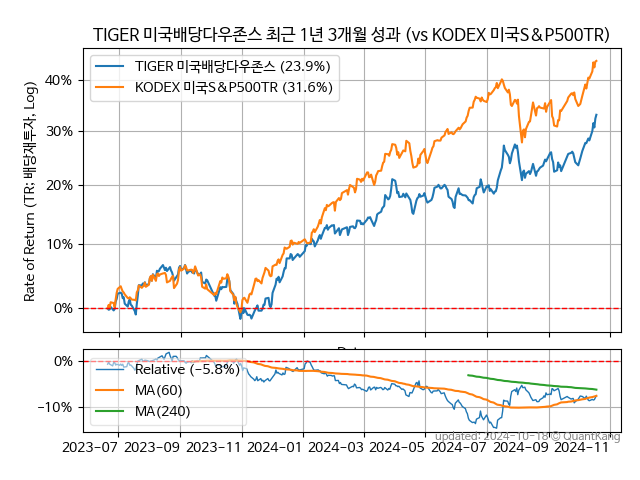 TIGER 미국배당다우존스 최근 1년 3개월 성과 (vs KODEX 미국S&P500TR)
Rate of Return (TR: 배당재투자, Log)
TIGER 미국배당다우존스 (23.9%)
KODEX 미국S&P500TR (31.6%)
40%
30%
20%
10%
0%
0%
−10%
Relative (−5.8%)
MA(60)
MA(240)
2023-07
2023-09
2023-11
2024-01
2024-03
2024-05
2024-07
2024-09
2024-11
updated: 2024-10-18 © QuantKang